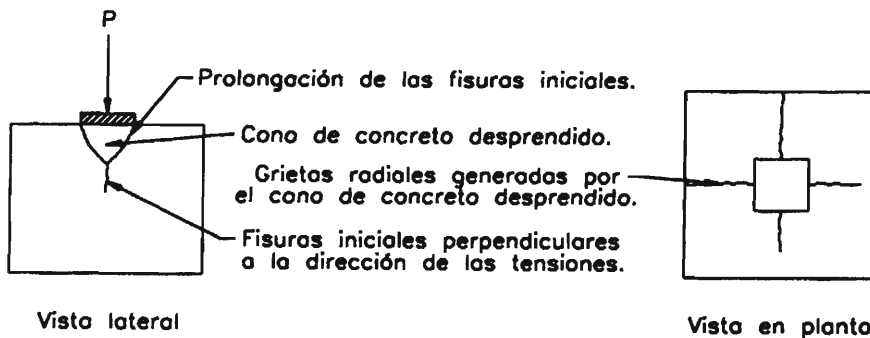 P
Prolongación de las fisuras iniciales.
Cono de concreto desprendido.
Grietas radiales generadas por
el cono de concreto desprendido.
Fisuras iniciales perpendiculares
a la dirección de las tensiones.
Vista lateral
Vista en planta